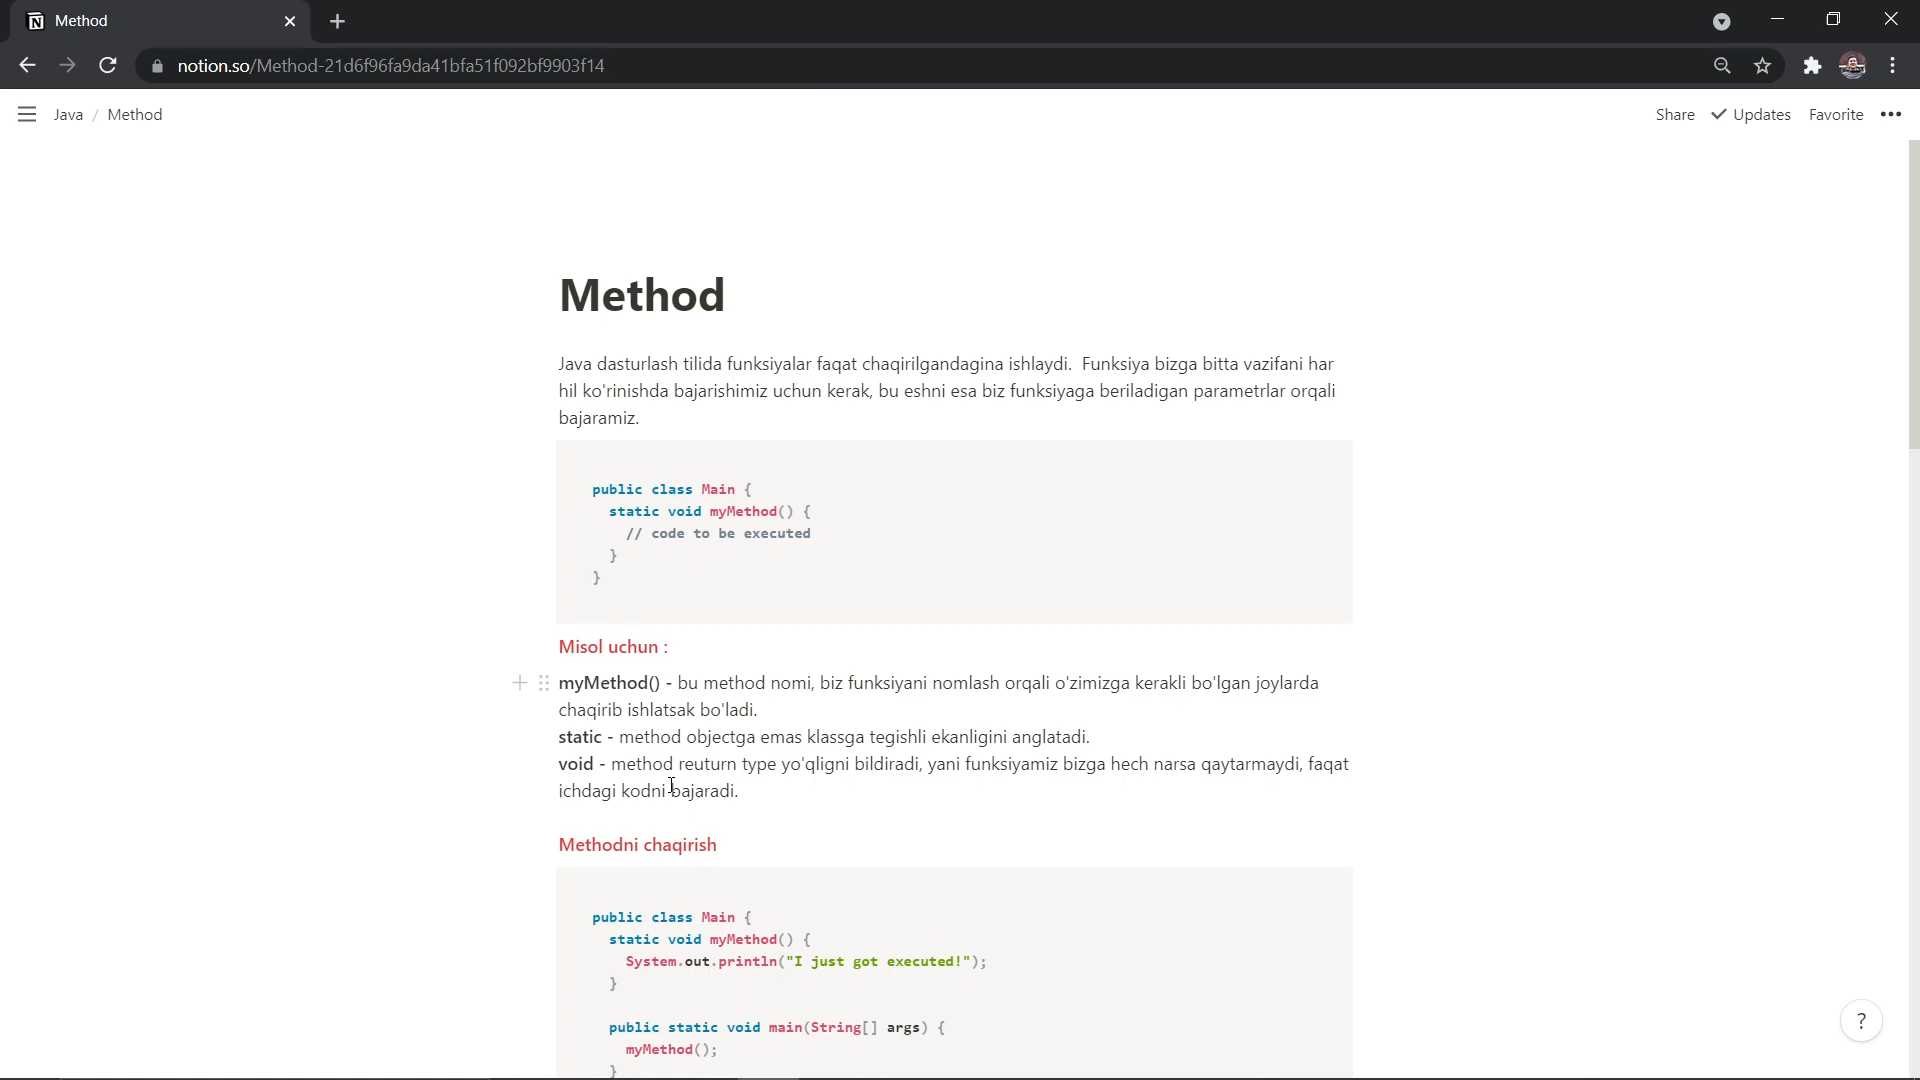 Method
notion.so/Method-21d6f96fa9da41bfa51f092bf9903f14
Java / Method
Share
Updates
Favorite
Method
Java dasturlash tilida funksiyalar faqat chaqirilgandagina ishlaydi.  Funksiya bizga bitta vazifani har
hil ko'rinishda bajarishimiz uchun kerak, bu eshni esa biz funksiyaga beriladigan parametrlar orqali
bajaramiz.
public class Main {
  static void myMethod() {
    // code to be executed
  }
}
Misol uchun :
myMethod() - bu method nomi, biz funksiyani nomlash orqali o'zimizga kerakli bo'lgan joylarda
chaqirib ishlatsak bo'ladi.
static - method objectga emas klassga tegishli ekanligini anglatadi.
void - method reuturn type yo'qligni bildiradi, yani funksiyamiz bizga hech narsa qaytarmaydi, faqat
ichdagi kodni bajaradi.
Methodni chaqirish
public class Main {
  static void myMethod() {
    System.out.println("I just got executed!");
  }
  public static void main(String[] args) {
    myMethod();
  }
?